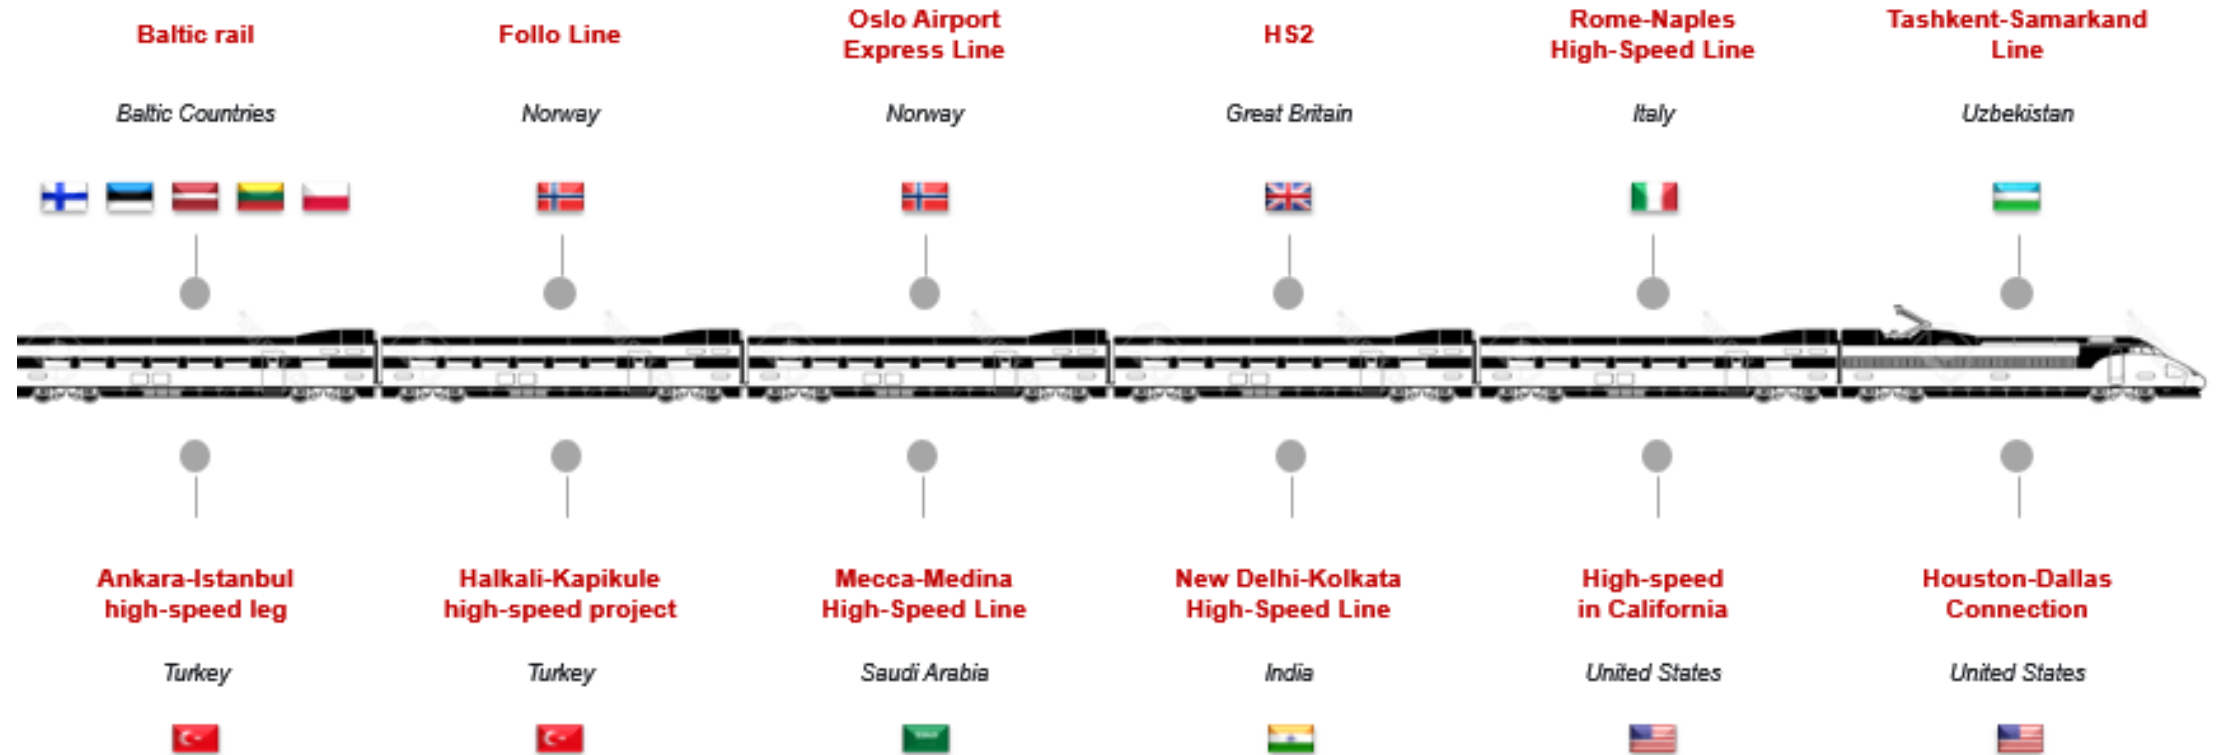 Baltic rail
Follo Line
Oslo Airport
Express Line
HS2
Rome-Naples
High-Speed Line
Tashkent-Samarkand
Line
Baltic Countries
Norway
Norway
Great Britain
Italy
Uzbekistan
Ankara-Istanbul
high-speed leg
Halkali-Kapikule
high-speed project
Mecca-Medina
High-Speed Line
New Delhi-Kolkata
High-Speed Line
High-speed
in California
Houston-Dallas
Connection
Turkey
Turkey
Saudi Arabia
India
United States
United States